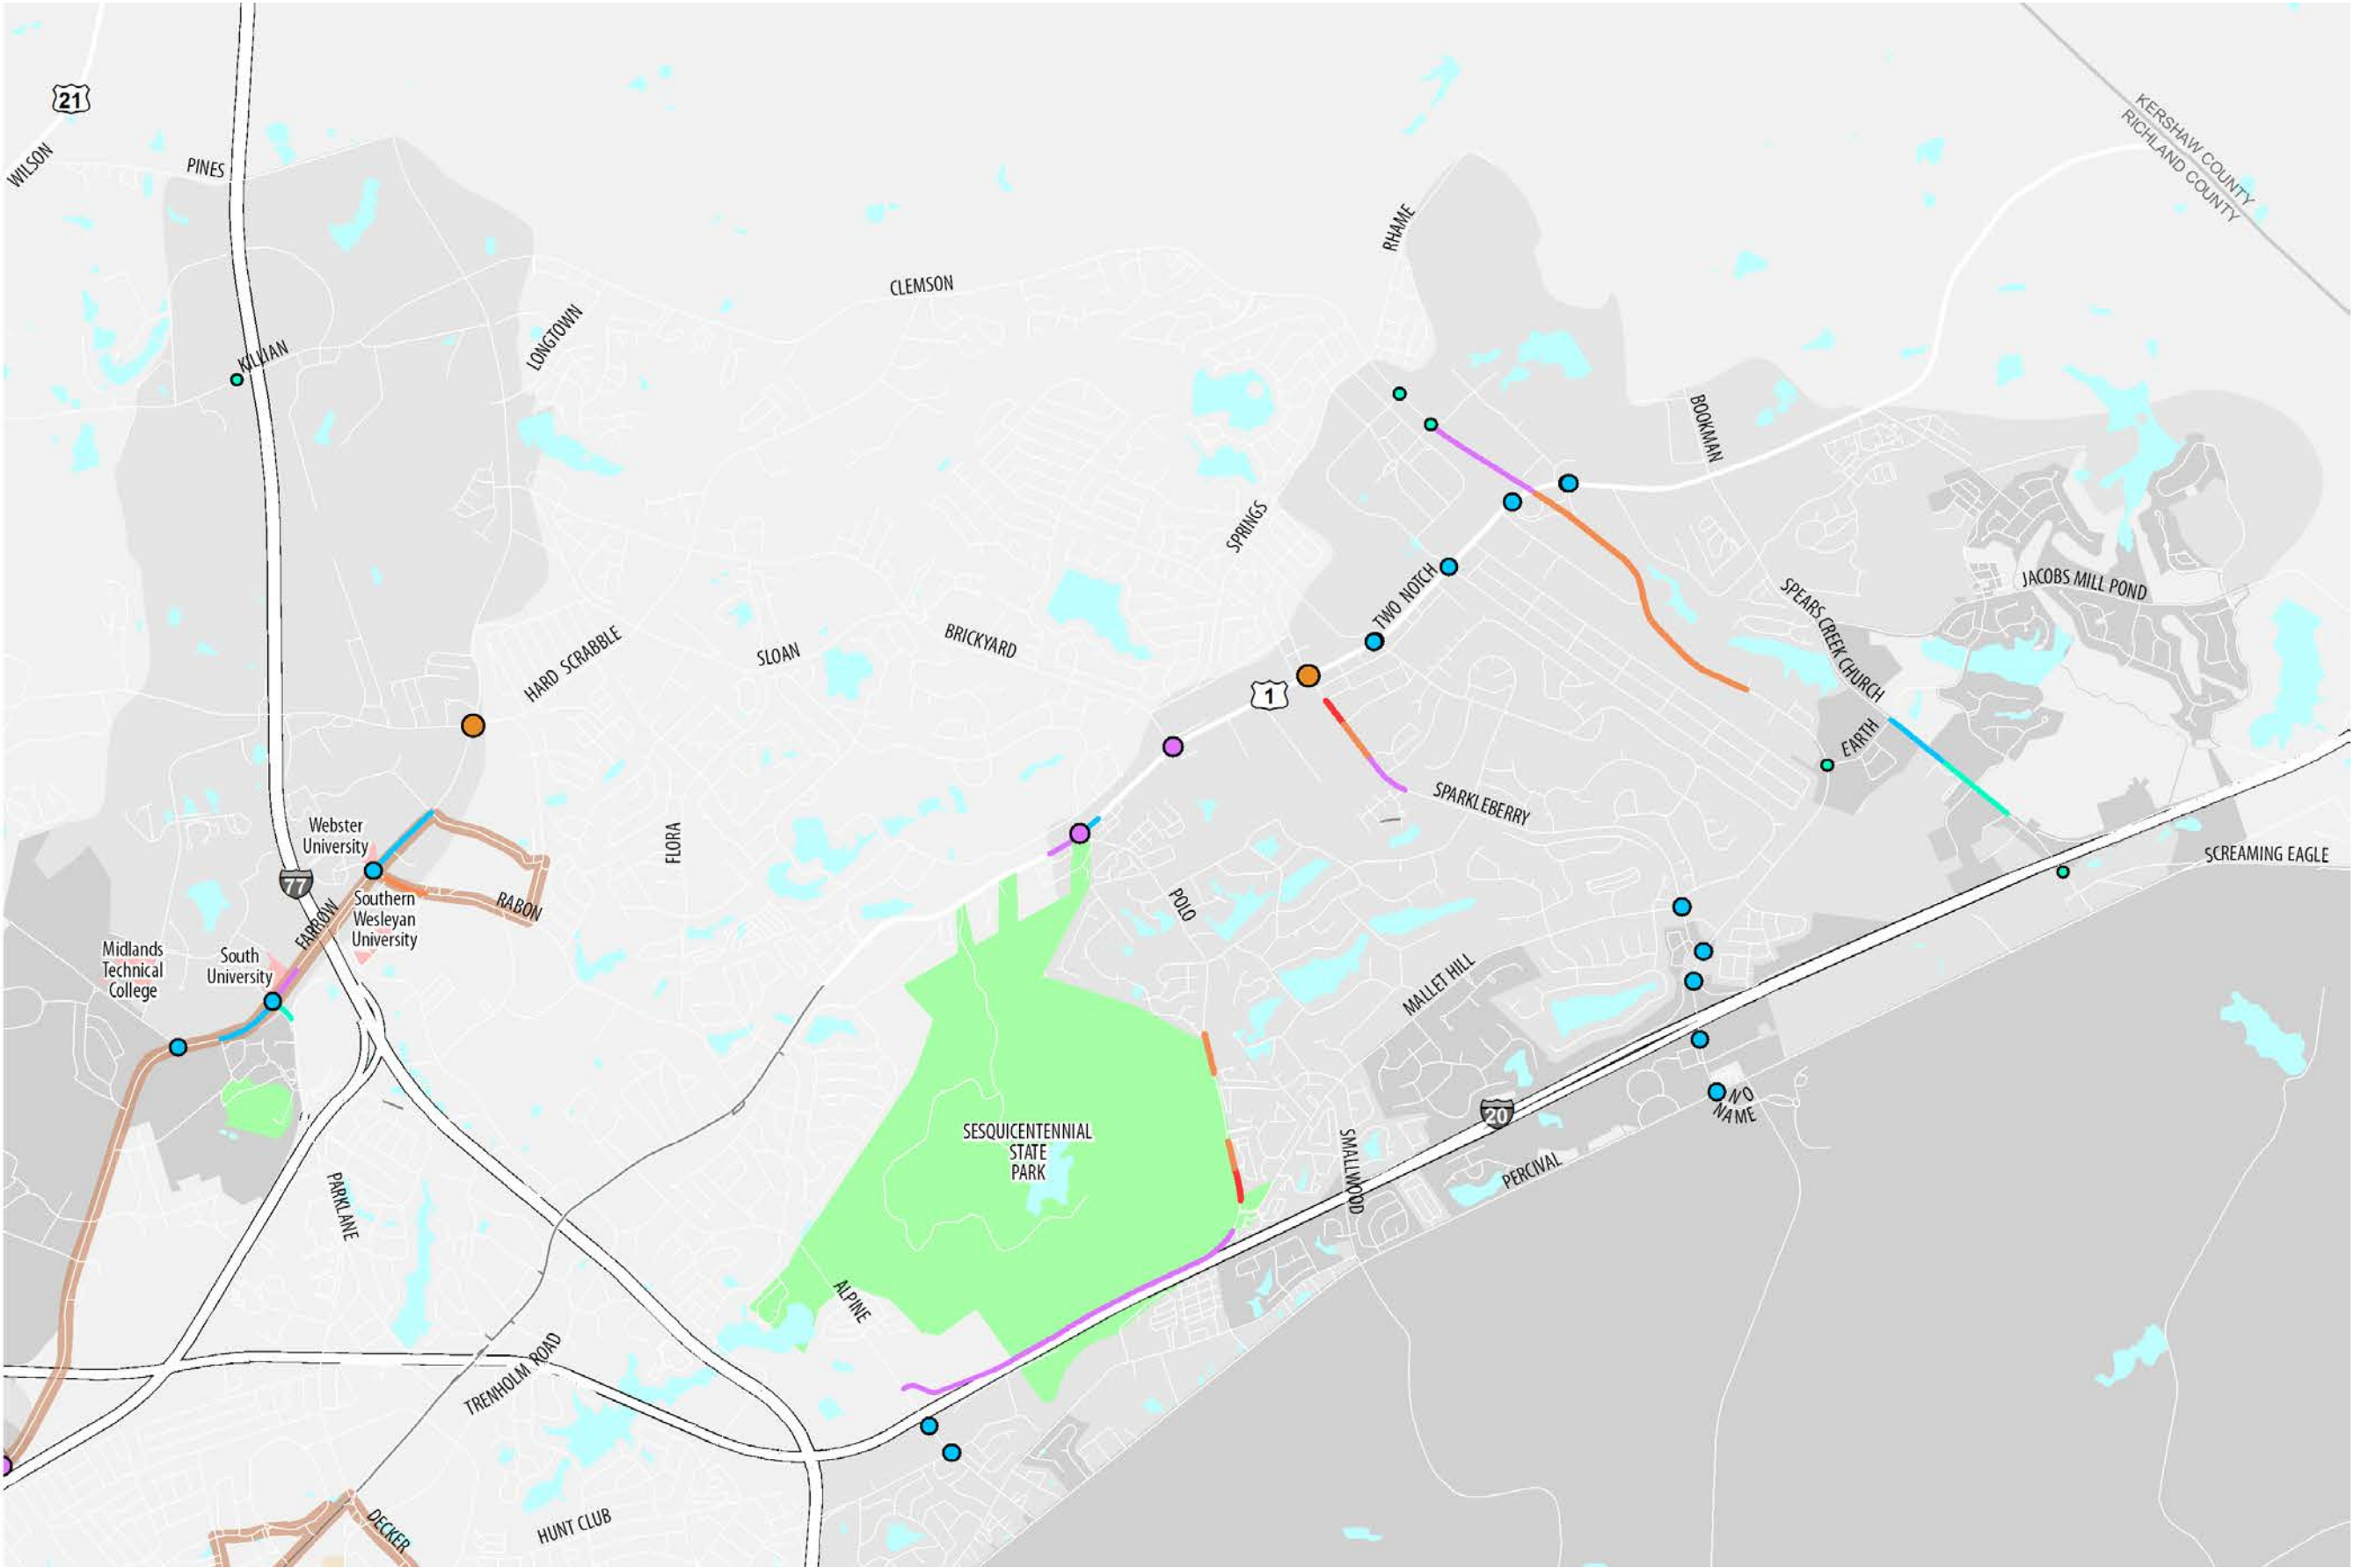 21
WILSON
PINES
KERSHAW COUNTY
RICHLAND COUNTY
RHAME
CLEMSON
LONGTOWN
KILLIAN
BOOKMAN
SPRINGS
TWO NOTCH
JACOBS MILL POND
SPEARS CREEK CHURCH
HARD SCRABBLE
SLOAN
BRICKYARD
1
EARTH
SPARKLEBERRY
Webster
University
FLORA
SCREAMING EAGLE
77
RABON
Southern
Wesleyan
University
FARROW
POLO
Midlands
Technical
College
South
University
MALLET HILL
20
NO
NAME
SESQUICENTENNIAL
STATE
PARK
SMALLWOOD
PERCIVAL
PARKLANE
ALPINE
TRENHOLM ROAD
DECKER
HUNT CLUB